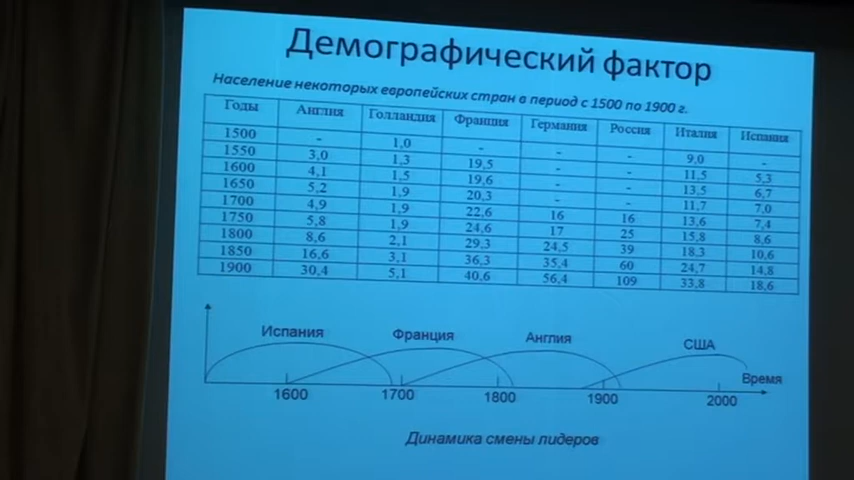 Демографический фактор
Население некоторых европейских стран в период с 1500 по 1900 г.
Годы Англия Голландия Франция Германия Россия Италия Испания
1500 - 1,0 - - - 9,0 -
1550 3,0 1,3 19,5 - - 11,5 5,3
1600 4,1 1,5 19,6 - - 13,5 6,7
1650 5,2 1,9 20,3 - - 11,7 7,0
1700 4,9 1,9 22,6 16 16 13,6 7,4
1750 5,8 1,9 24,6 17 25 15,8 8,6
1800 8,6 2,1 29,3 24,5 39 18,3 10,6
1850 16,6 3,1 36,3 35,4 60 24,7 14,8
1900 30,4 5,1 40,6 56,4 109 33,8 18,6
Испания Франция Англия США
Время
1600 1700 1800 1900 2000
Динамика смены лидеров